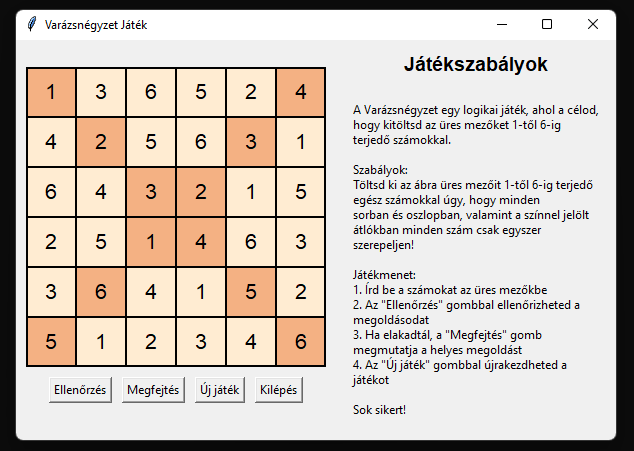 Varázsnégyzet Játék
1 3 6 5 2 4
4 2 5 6 3 1
6 4 3 2 1 5
2 5 1 4 6 3
3 6 4 1 5 2
5 1 2 3 4 6
Ellenőrzés Megfejtés Új játék Kilépés
Játékszabályok
A Varázsnégyzet egy logikai játék, ahol a célod,
hogy kitöltsd az üres mezőket 1-től 6-ig
terjedő számokkal.
Szabályok:
Töltsd ki az ábra üres mezőit 1-től 6-ig terjedő
egész számokkal úgy, hogy minden
sorban és oszlopban, valamint a színnel jelölt
átlókban minden szám csak egyszer
szerepeljen!
Játékmenet:
1. Írd be a számokat az üres mezőkbe
2. Az "Ellenőrzés" gombbal ellenőrizheted a
megoldásodat
3. Ha elakadtál, a "Megfejtés" gomb
megmutatja a helyes megoldást
4. Az "Új játék" gombbal újrakezdheted a
játékot
Sok sikert!